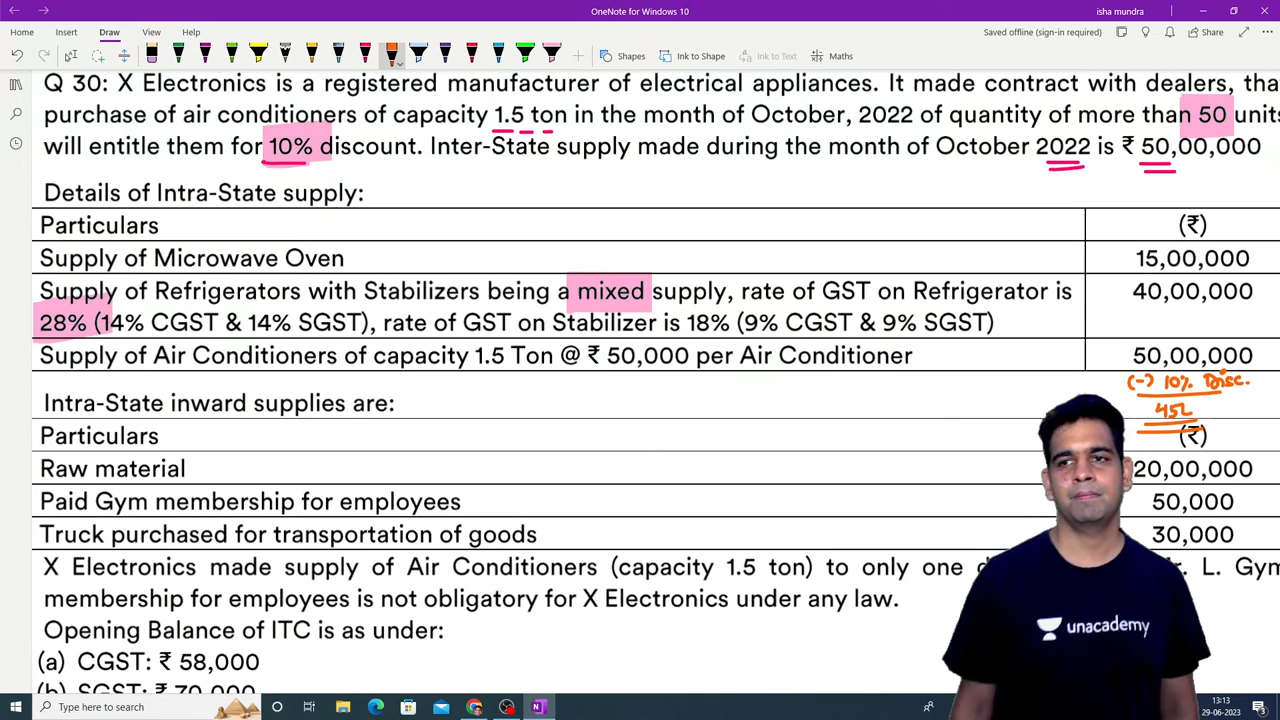 OneNote for Windows 10
isha mundra
Home Insert Draw View Help
Saved offline (sign-in required)
Share
Shapes Ink to Shape Ink to Text Maths
Q 30: X Electronics is a registered manufacturer of electrical appliances. It made contract with dealers, tha
purchase of air conditioners of capacity 1.5 ton in the month of October, 2022 of quantity of more than 50 units
will entitle them for 10% discount. Inter-State supply made during the month of October 2022 is ₹ 50,00,000
Details of Intra-State supply:
Particulars (₹)
Supply of Microwave Oven 15,00,000
Supply of Refrigerators with Stabilizers being a mixed supply, rate of GST on Refrigerator is 40,00,000
28% (14% CGST & 14% SGST), rate of GST on Stabilizer is 18% (9% CGST & 9% SGST)
Supply of Air Conditioners of capacity 1.5 Ton @ ₹ 50,000 per Air Conditioner 50,00,000
(-) 10% Disc.
45L
Intra-State inward supplies are:
Particulars (₹)
Raw material 20,00,000
Paid Gym membership for employees 50,000
Truck purchased for transportation of goods 30,000
X Electronics made supply of Air Conditioners (capacity 1.5 ton) to only one L. Gym
membership for employees is not obligatory for X Electronics under any law.
Opening Balance of ITC is as under:
(a) CGST: ₹ 58,000
(b) SGST: ₹ 70,000
unacademy
Type here to search
13:13
29-06-2023
3